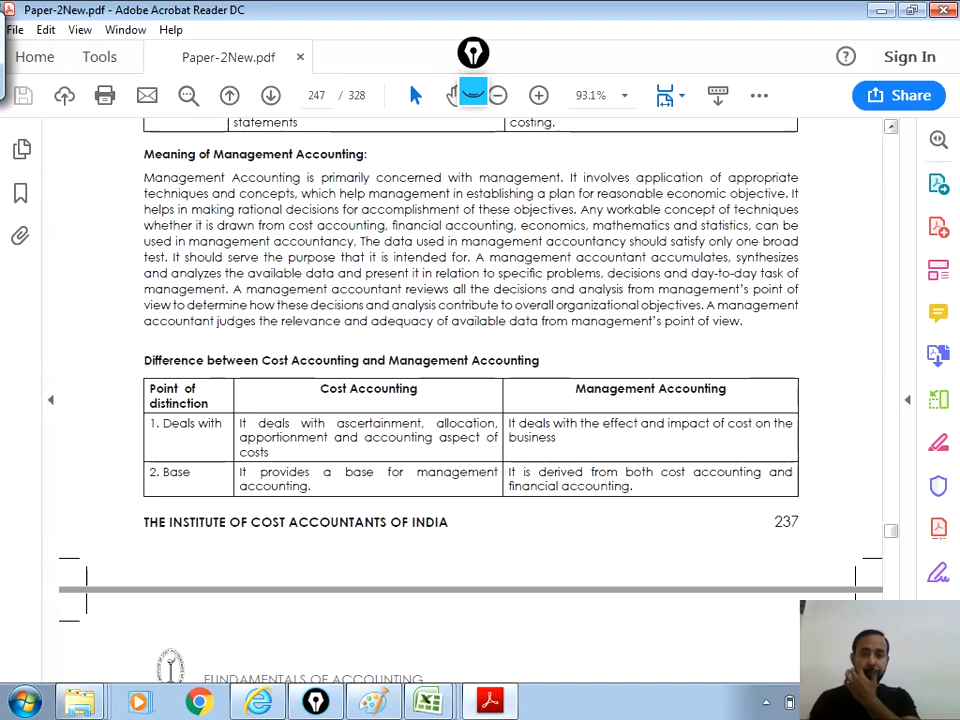 Paper-2New.pdf - Adobe Acrobat Reader DC
File Edit View Window Help
Home Tools Paper-2New.pdf × Sign In
247 / 328 93.1% Share
statements costing.
Meaning of Management Accounting:
Management Accounting is primarily concerned with management. It involves application of appropriate
techniques and concepts, which help management in establishing a plan for reasonable economic objective. It
helps in making rational decisions for accomplishment of these objectives. Any workable concept of techniques
whether it is drawn from cost accounting, financial accounting, economics, mathematics and statistics, can be
used in management accountancy, The data used in management accountancy should satisfy only one broad
test. It should serve the purpose that it is intended for. A management accountant accumulates, synthesizes
and analyzes the available data and present it in relation to specific problems, decisions and day-to-day task of
management. A management accountant reviews all the decisions and analysis from management's point of
view to determine how these decisions and analysis contribute to overall organizational objectives. A management
accountant judges the relevance and adequacy of available data from management's point of view.
Difference between Cost Accounting and Management Accounting
Point of
distinction
Cost Accounting
Management Accounting
1. Deals with
It deals with ascertainment, allocation,
apportionment and accounting aspect of
costs
It deals with the effect and impact of cost on the
business
2. Base
It provides a base for management
accounting.
It is derived from both cost accounting and
financial accounting.
THE INSTITUTE OF COST ACCOUNTANTS OF INDIA 237
FUNDAMENTALS OF ACCOUNTING